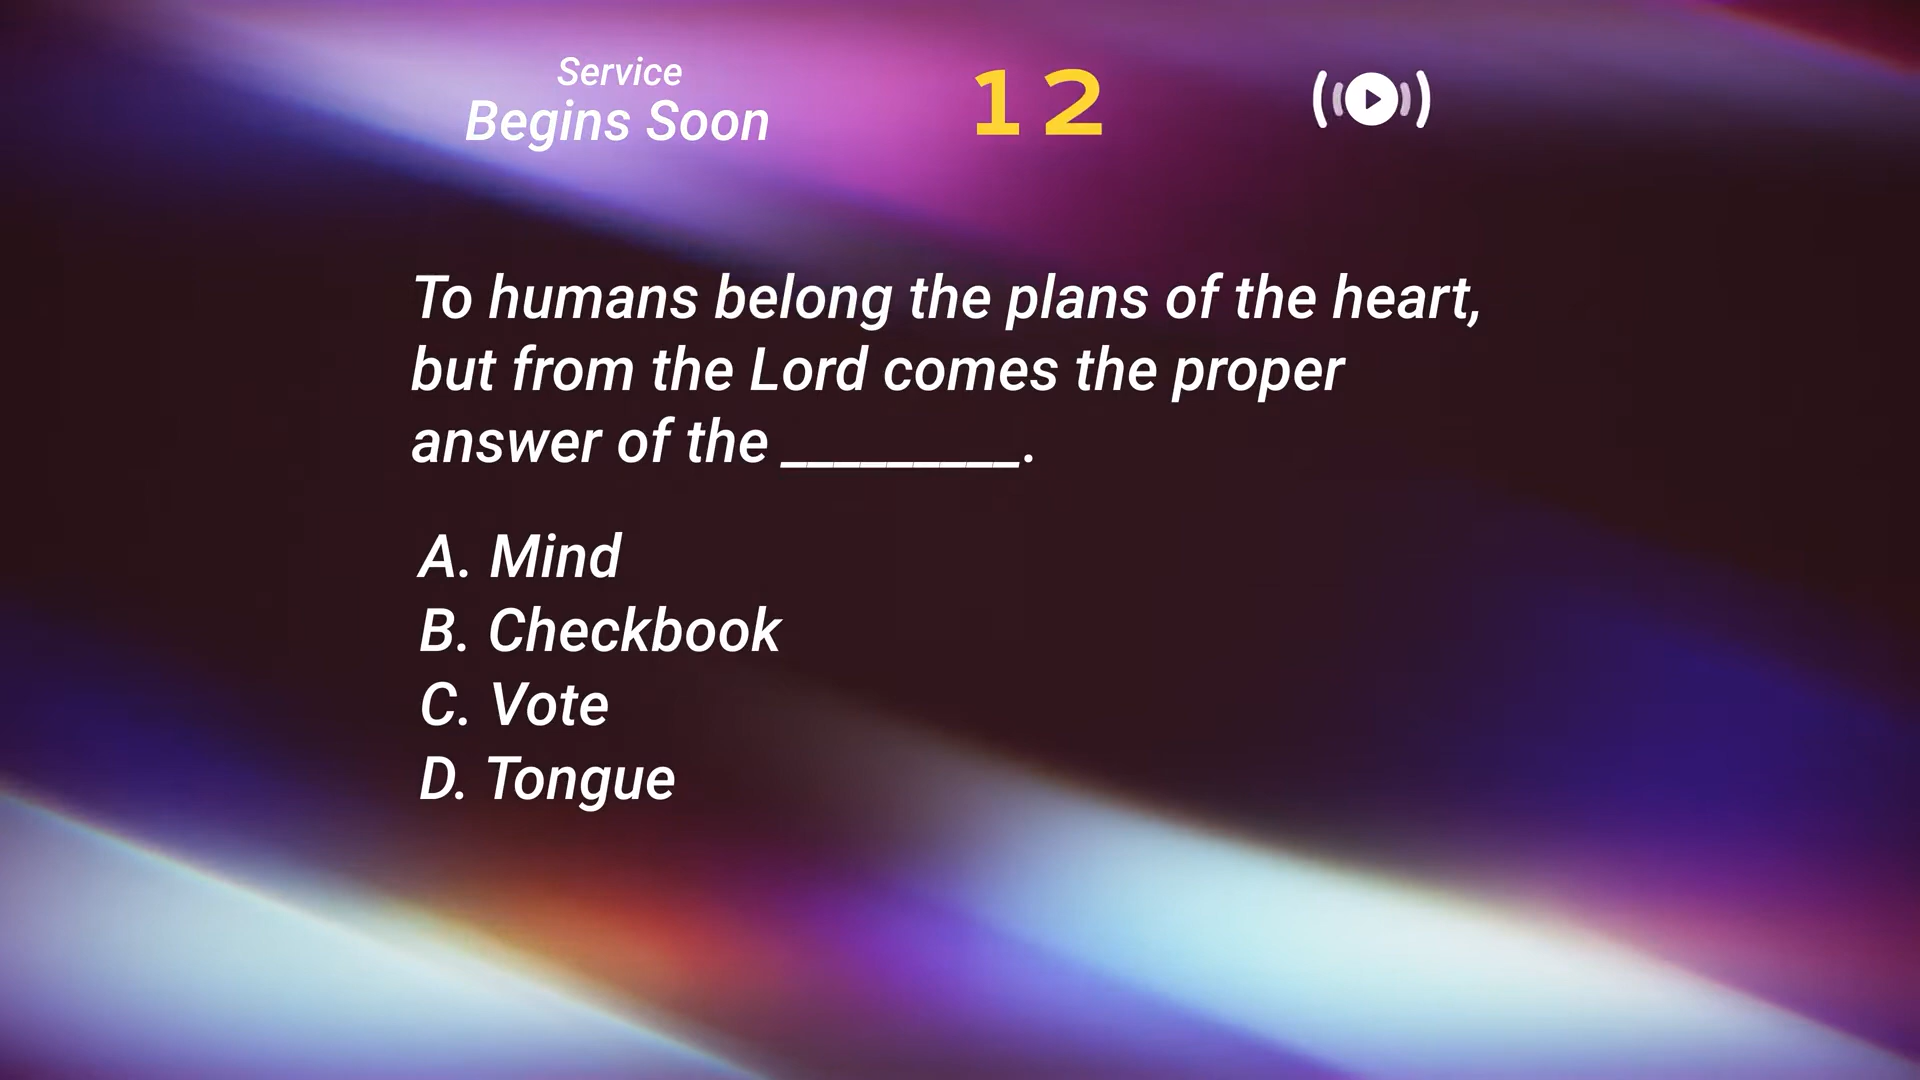 Service
Begins Soon
12
To humans belong the plans of the heart,
but from the Lord comes the proper
answer of the _________.
A. Mind
B. Checkbook
C. Vote
D. Tongue